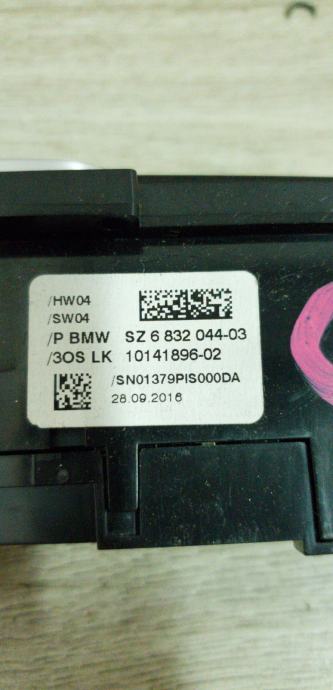 /HW04
/SW04
/P BMW SZ 6 832 044-03
/3OS LK 10141896-02
/SN01379PIS000DA
28.09.2016